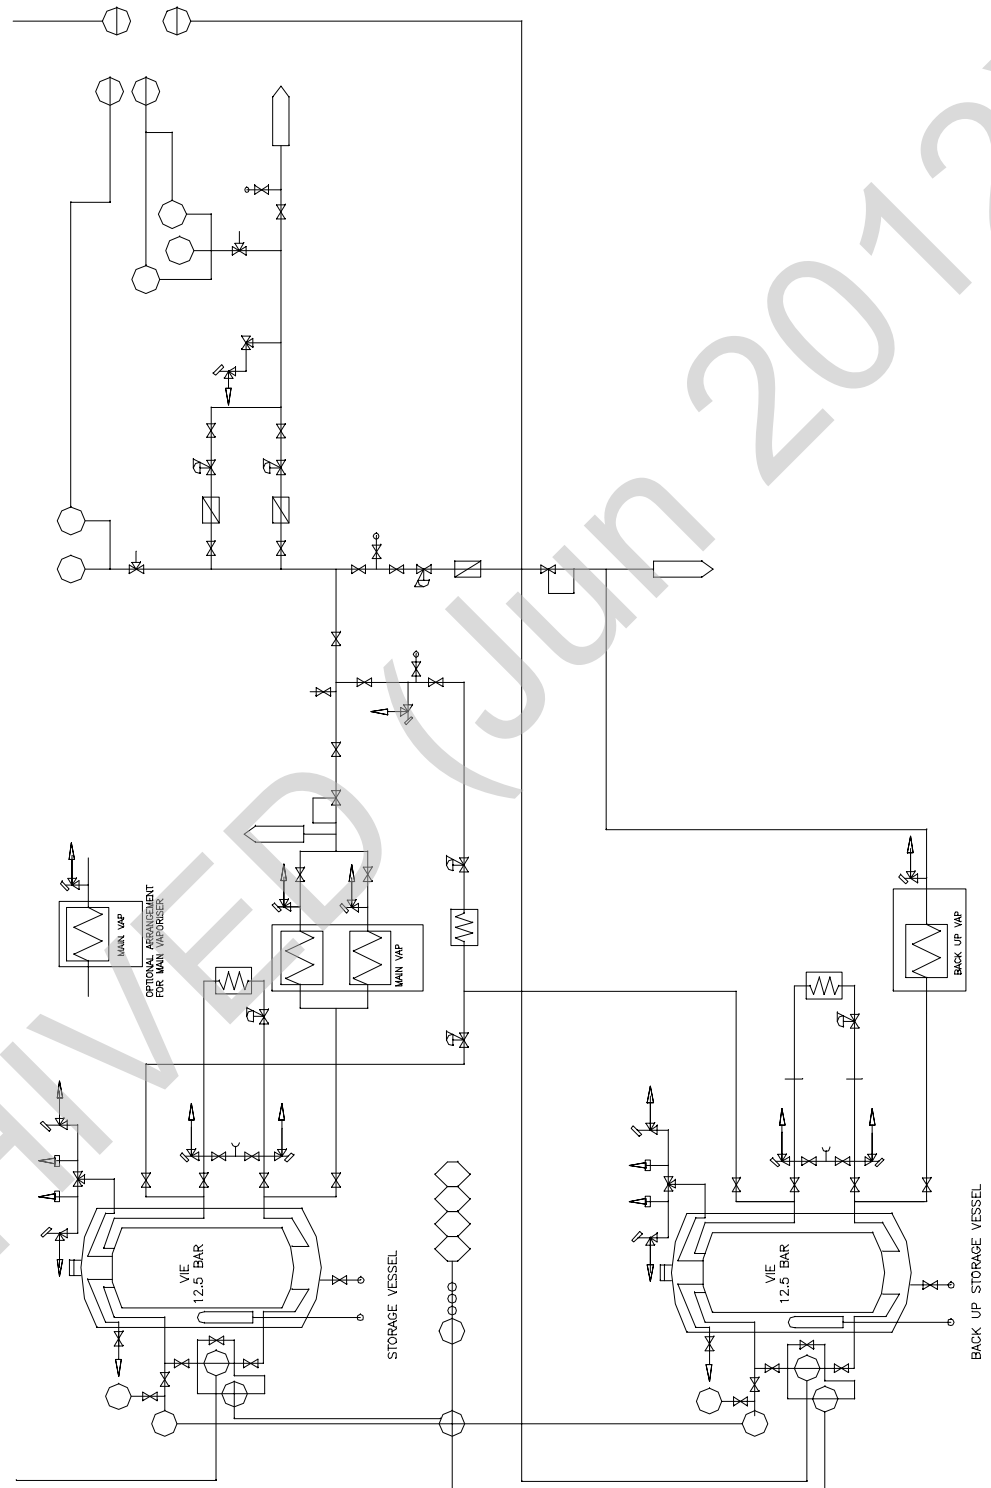 MAIN VAP
OPTIONAL ARRANGEMENT
FOR MAIN VAPORISER
MAIN VAP
BACK UP VAP
VIE
12.5 BAR
STORAGE VESSEL
VIE
12.5 BAR
BACK UP STORAGE VESSEL
HIVED (Jun 2012